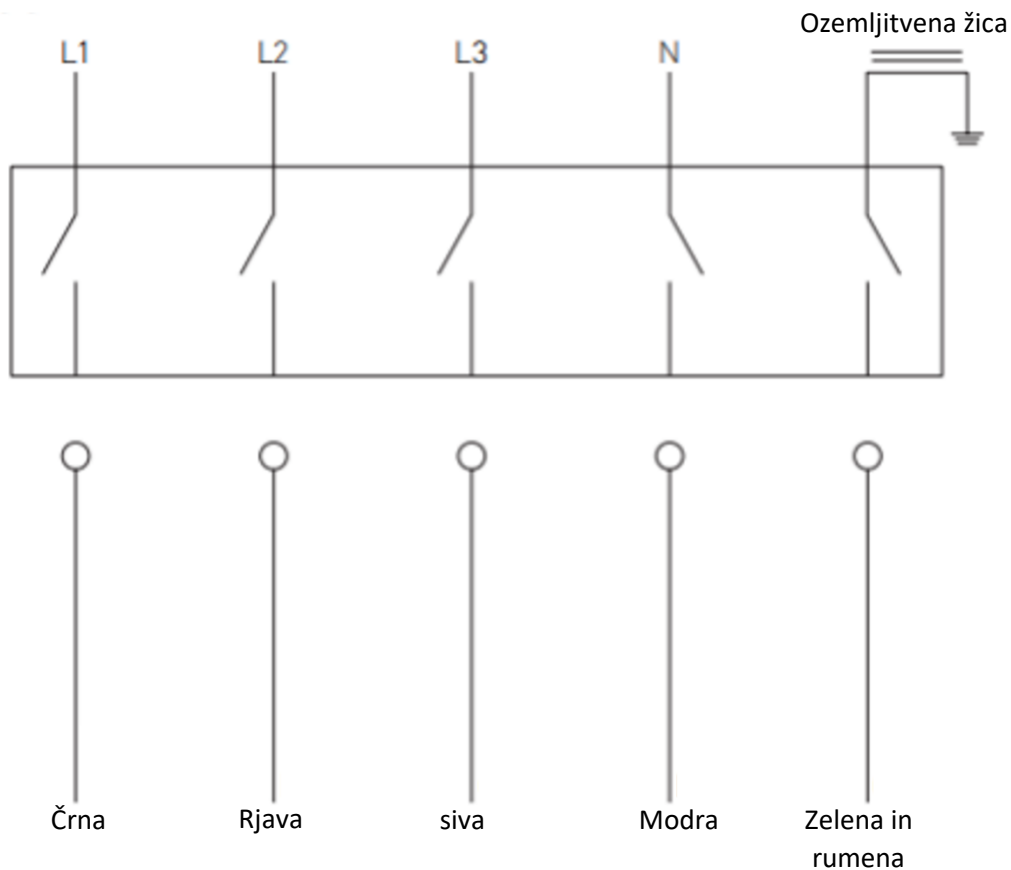 Ozemljitvena žica
L1
L2
L3
N
Črna
Rjava
siva
Modra
Zelena in
rumena